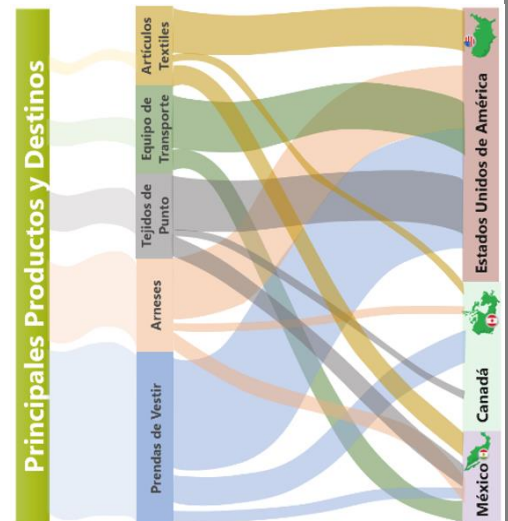 Principales Productos y Destinos
Artículos
Textiles
Equipo de
Transporte
Tejidos de
Punto
Arneses
Prendas de Vestir
Estados Unidos de América
Canadá
México